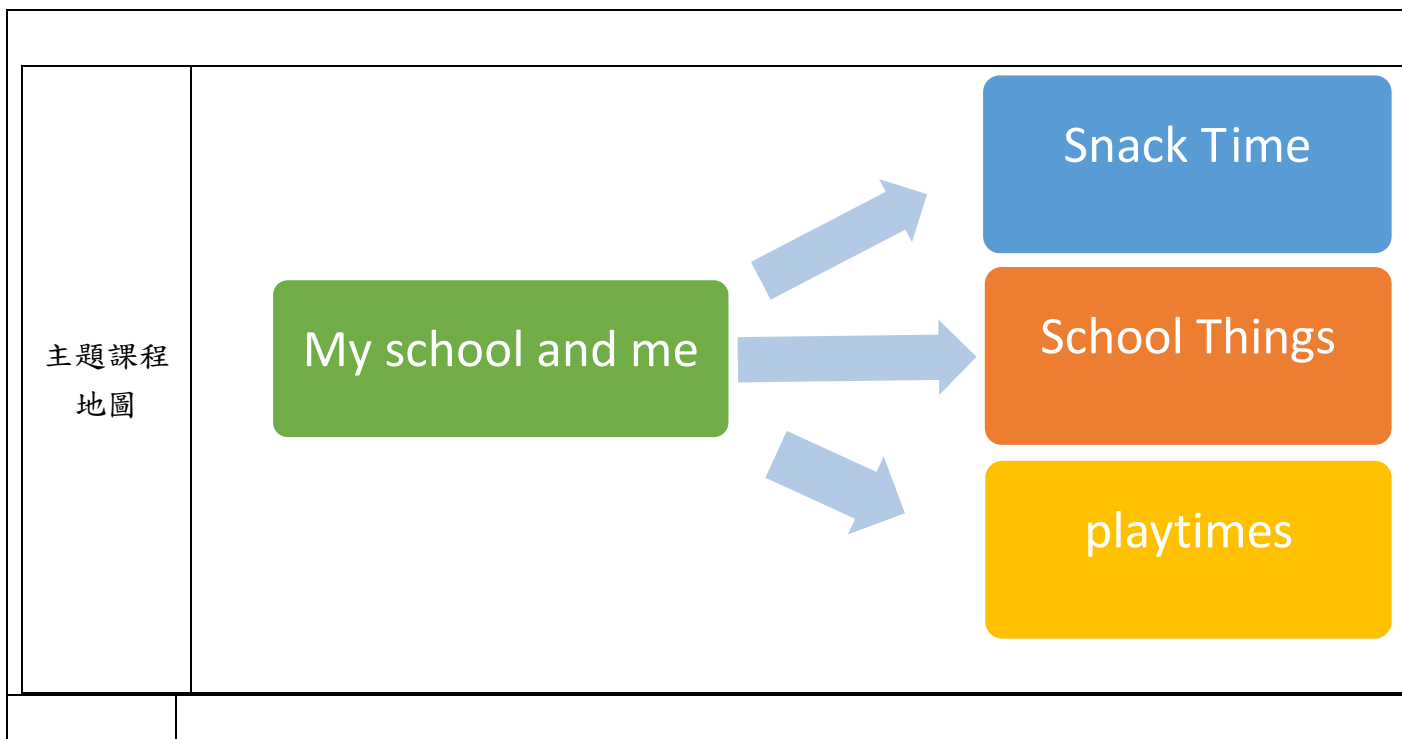 主題課程
地圖
My school and me
Snack Time
School Things
playtimes